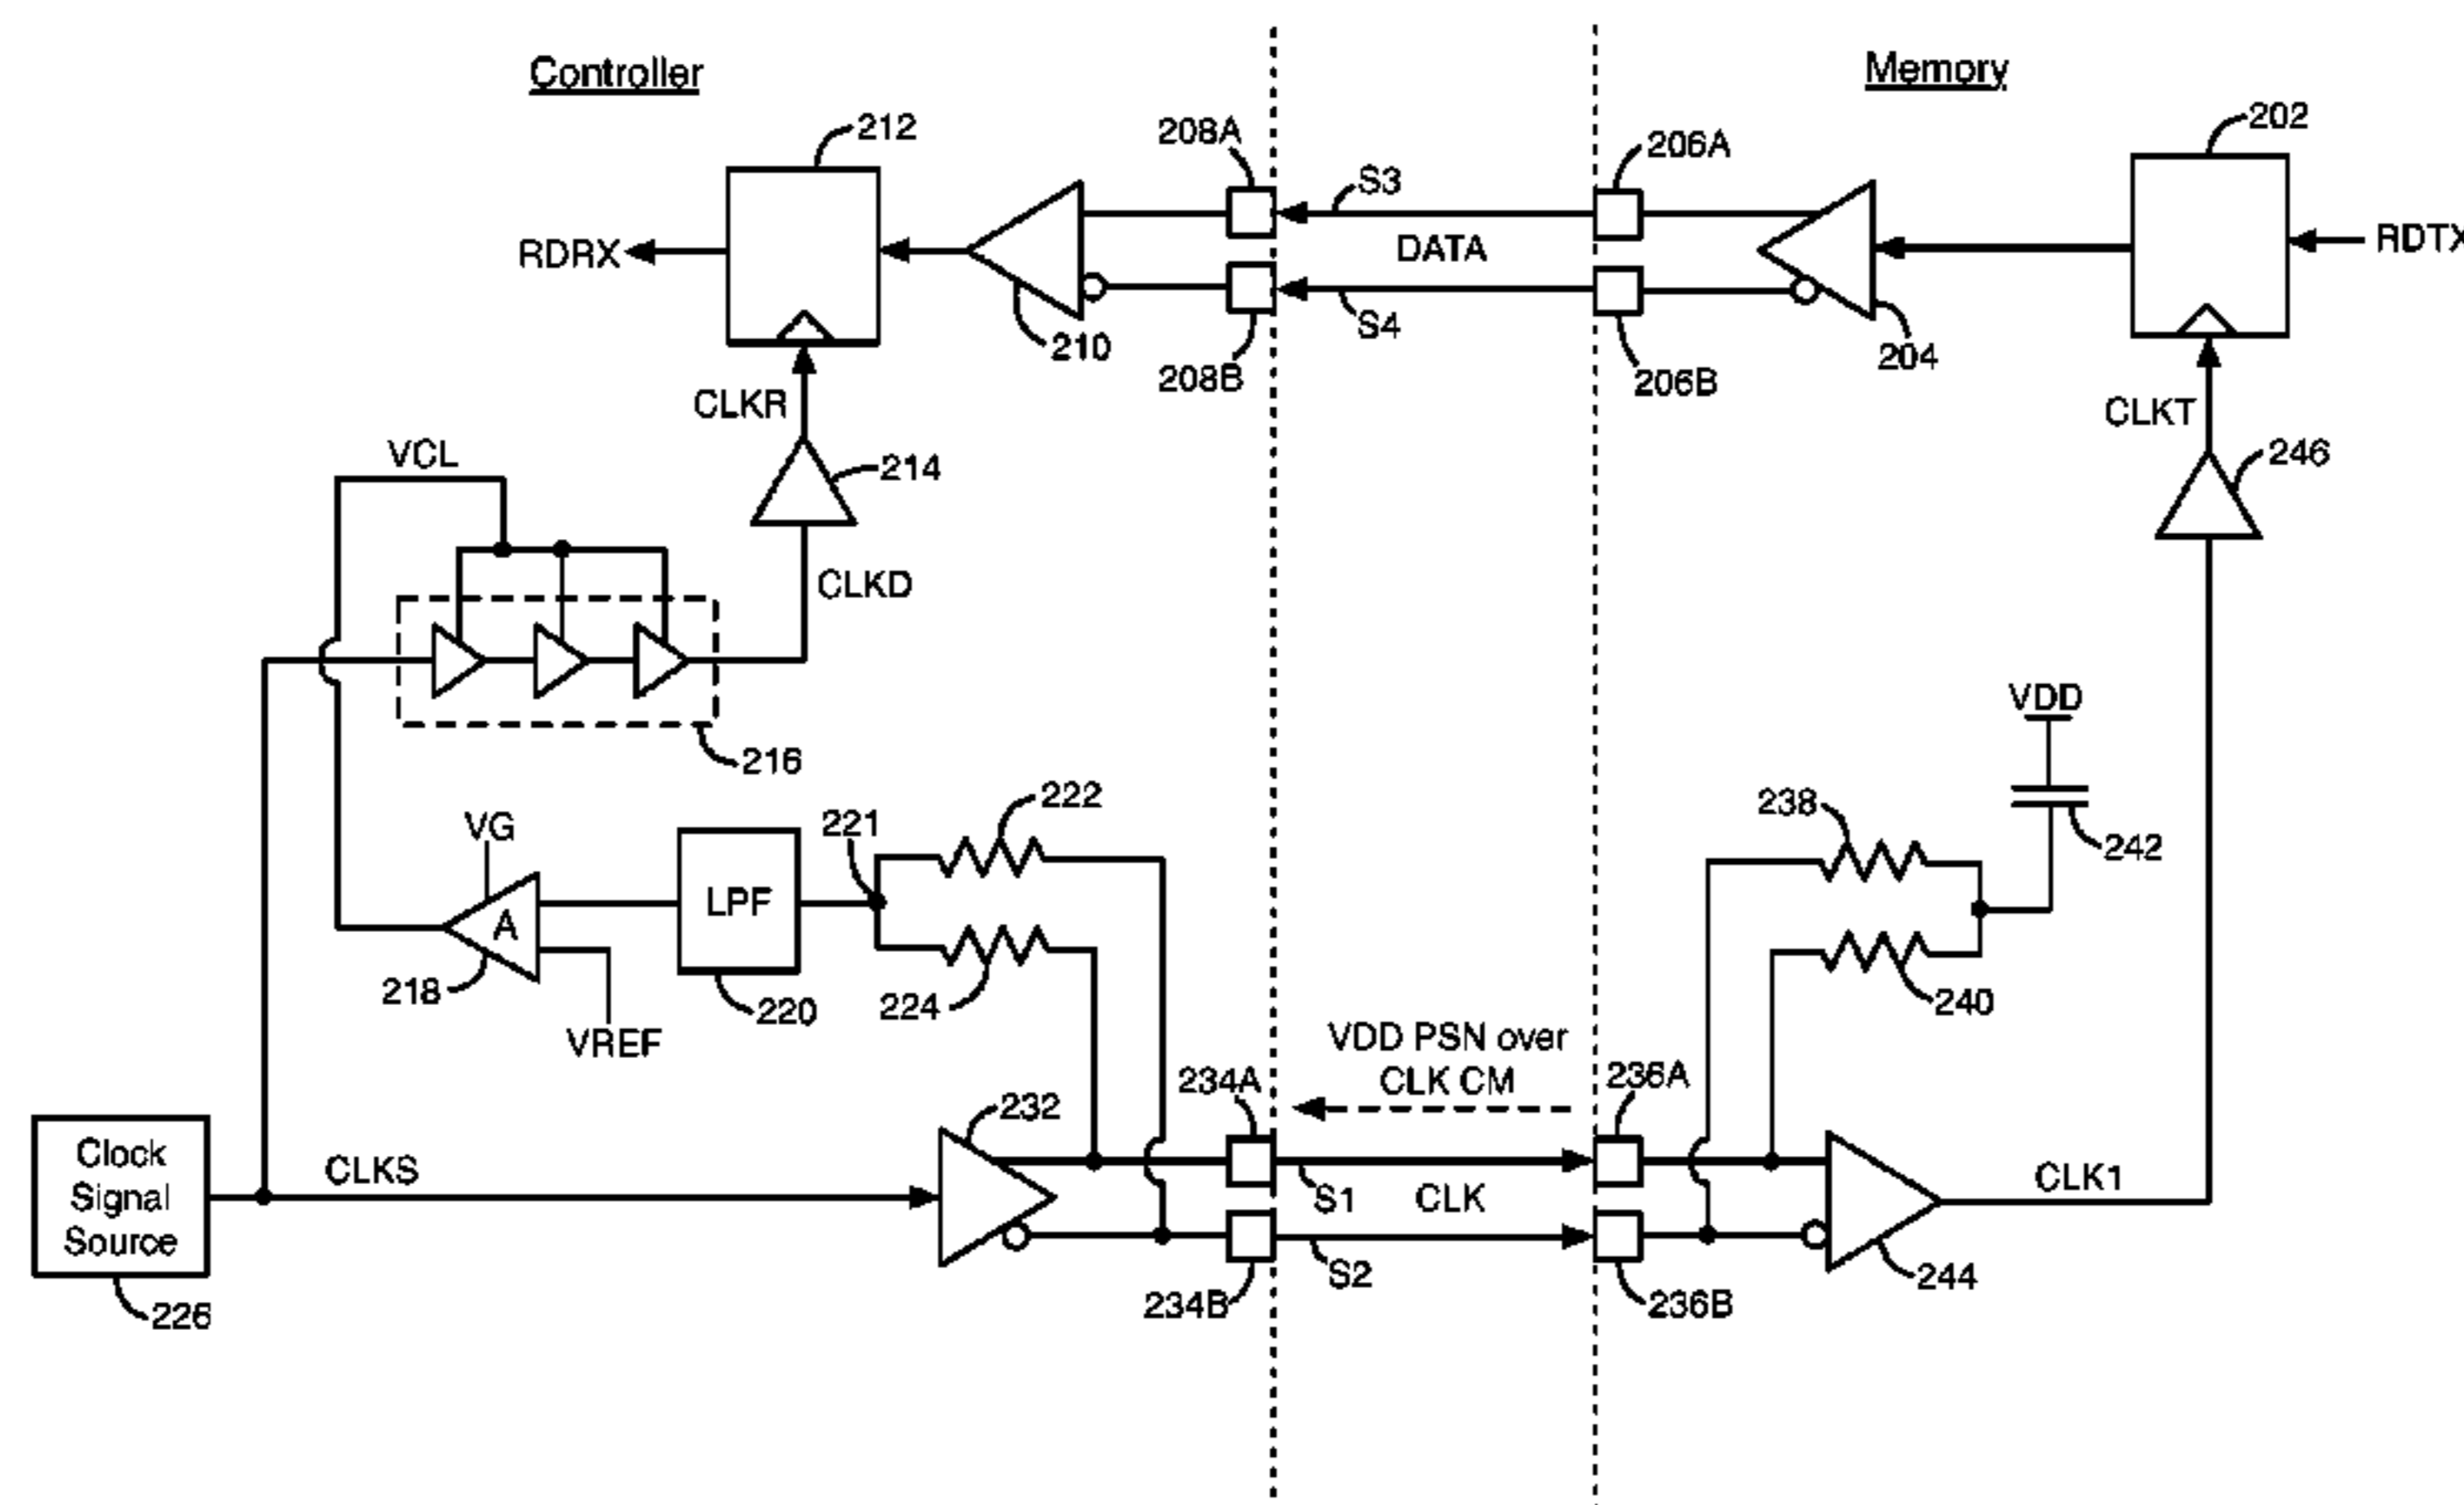 Controller
Memory
212
208A
206A
202
S3
RDRX
DATA
RDTX
S4
210
208B
206B
204
CLKR
CLKT
VCL
214
246
CLKD
216
VDD
222
238
VG
221
242
LPF
A
218
220
224
240
VREF
VDD PSN over
CLK CM
234A
236A
232
Clock
Signal
Source
CLKS
S1
CLK
CLK1
S2
244
234B
236B
226